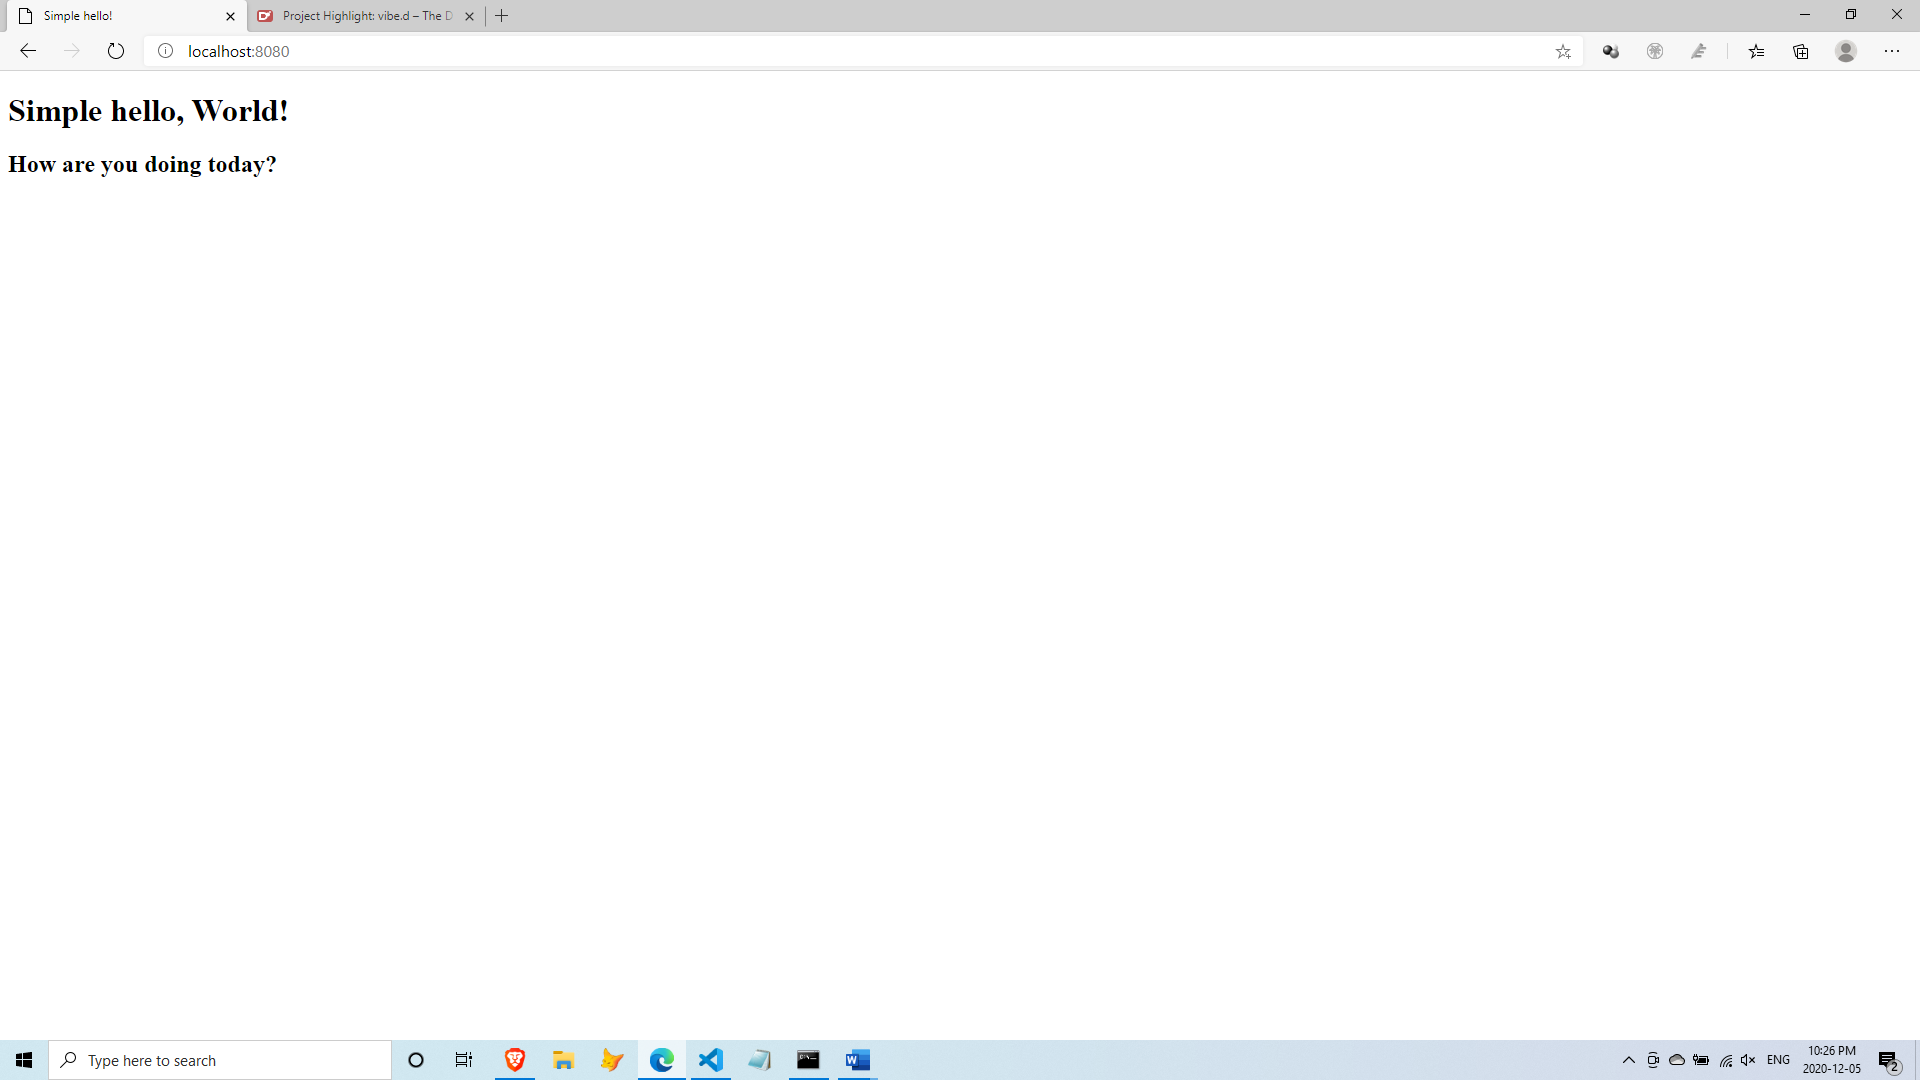 Simple hello!
Project Highlight: vibe.d – The D
localhost:8080
Simple hello, World!
How are you doing today?
Type here to search
ENG
10:26 PM
2020-12-05
2